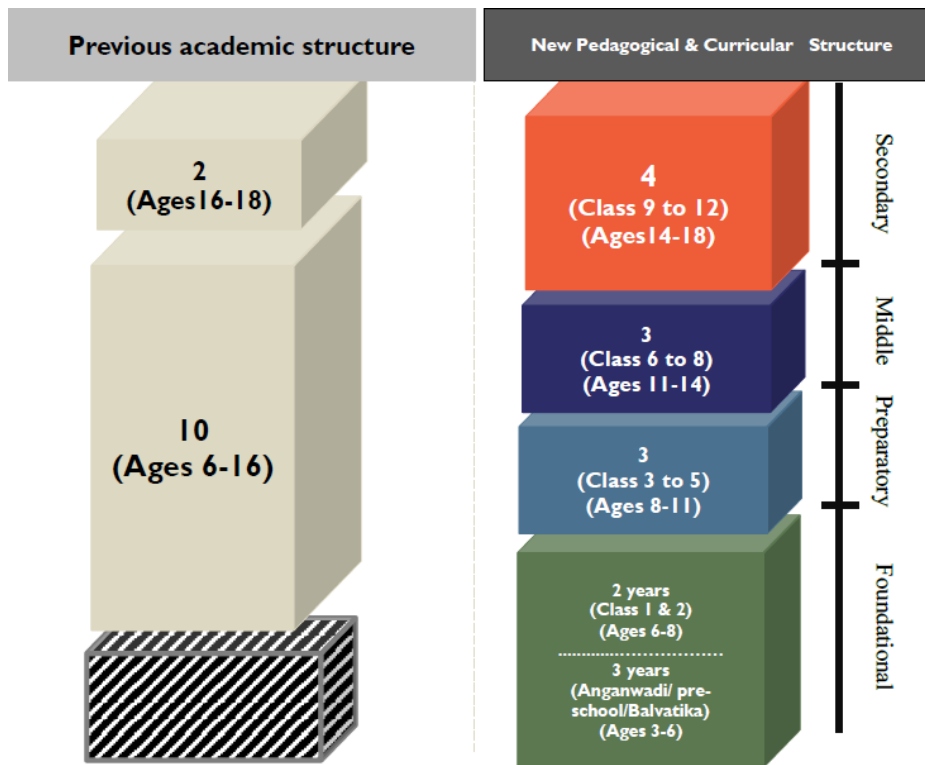 Previous academic structure
2
(Ages16-18)
10
(Ages 6-16)
New Pedagogical & Curricular Structure
4
(Class 9 to 12)
(Ages14-18)
3
(Class 6 to 8)
(Ages 11-14)
3
(Class 3 to 5)
(Ages 8-11)
2 years
(Class 1 & 2)
(Ages 6-8)
3 years
(Anganwadi/ pre-
school/Balvatika)
(Ages 3-6)
Secondary
Middle
Preparatory
Foundational